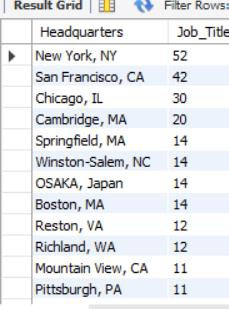 Result Grid Filter Rows:
Headquarters Job_Title
New York, NY 52
San Francisco, CA 42
Chicago, IL 30
Cambridge, MA 20
Springfield, MA 14
Winston-Salem, NC 14
OSAKA, Japan 14
Boston, MA 14
Reston, VA 12
Richland, WA 12
Mountain View, CA 11
Pittsburgh, PA 11